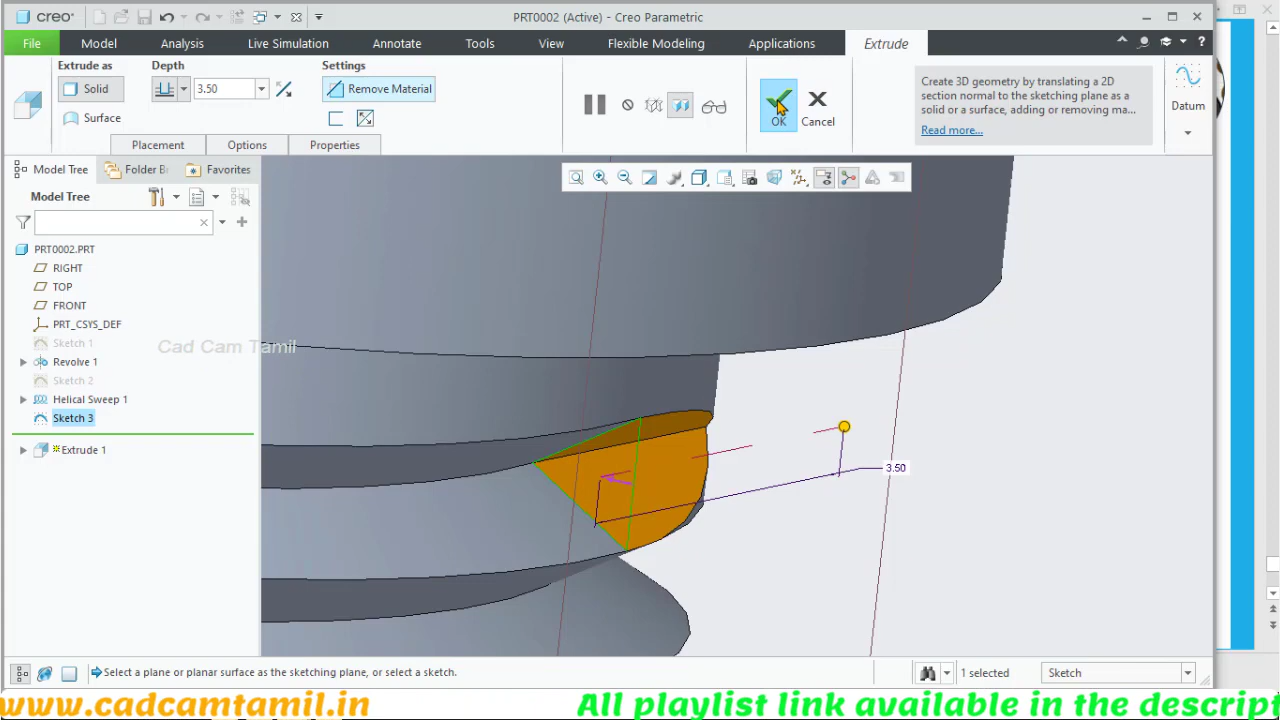 creo
PRT0002 (Active) - Creo Parametric
File
Model
Analysis
Live Simulation
Annotate
Tools
View
Flexible Modeling
Applications
Extrude
Extrude as
Depth
Settings
Solid
3.50
Remove Material
Surface
OK
Cancel
Create 3D geometry by translating a 2D
section normal to the sketching plane as a
solid or a surface, adding or removing ma...
Read more...
Datum
Placement
Options
Properties
Model Tree
Folder B
Favorites
Model Tree
PRT0002.PRT
RIGHT
TOP
FRONT
PRT_CSYS_DEF
Sketch 1
Cad Cam Tamil
Revolve 1
Sketch 2
Helical Sweep 1
Sketch 3
Extrude 1
3.50
Select a plane or planar surface as the sketching plane, or select a sketch.
1 selected
Sketch
www.cadcamtamil.in
All playlist link available in the descript